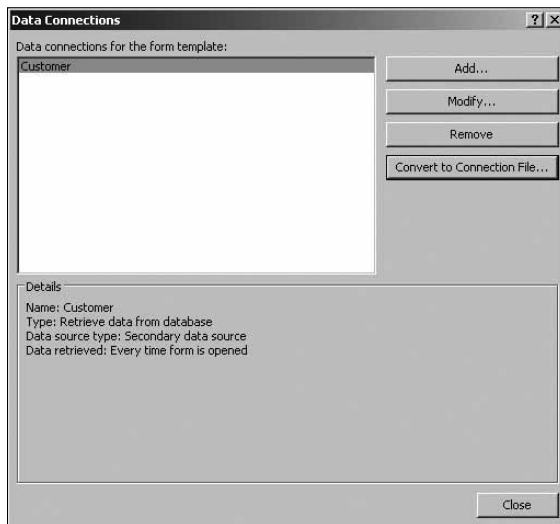 Data Connections
? X
Data connections for the form template:
Customer
Add...
Modify...
Remove
Convert to Connection File...
Details
Name: Customer
Type: Retrieve data from database
Data source type: Secondary data source
Data retrieved: Every time form is opened
Close